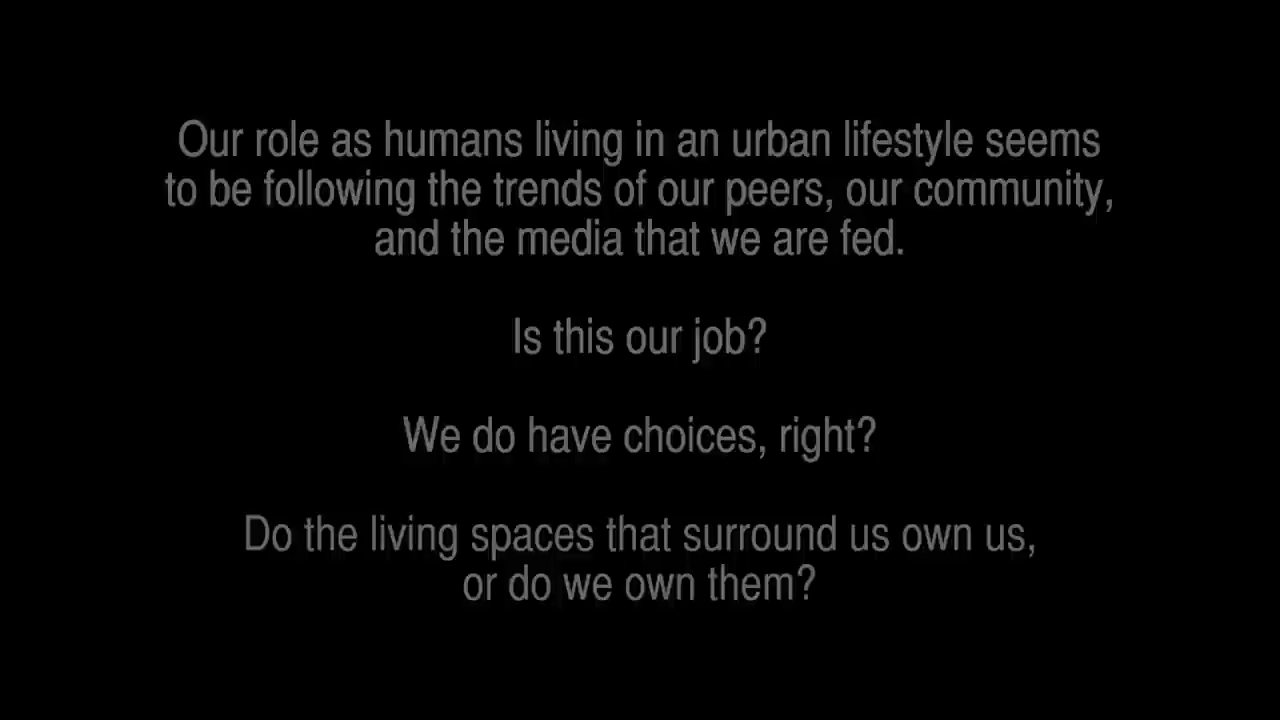 Our role as humans living in an urban lifestyle seems
to be following the trends of our peers, our community,
and the media that we are fed.
Is this our job?
We do have choices, right?
Do the living spaces that surround us own us,
or do we own them?